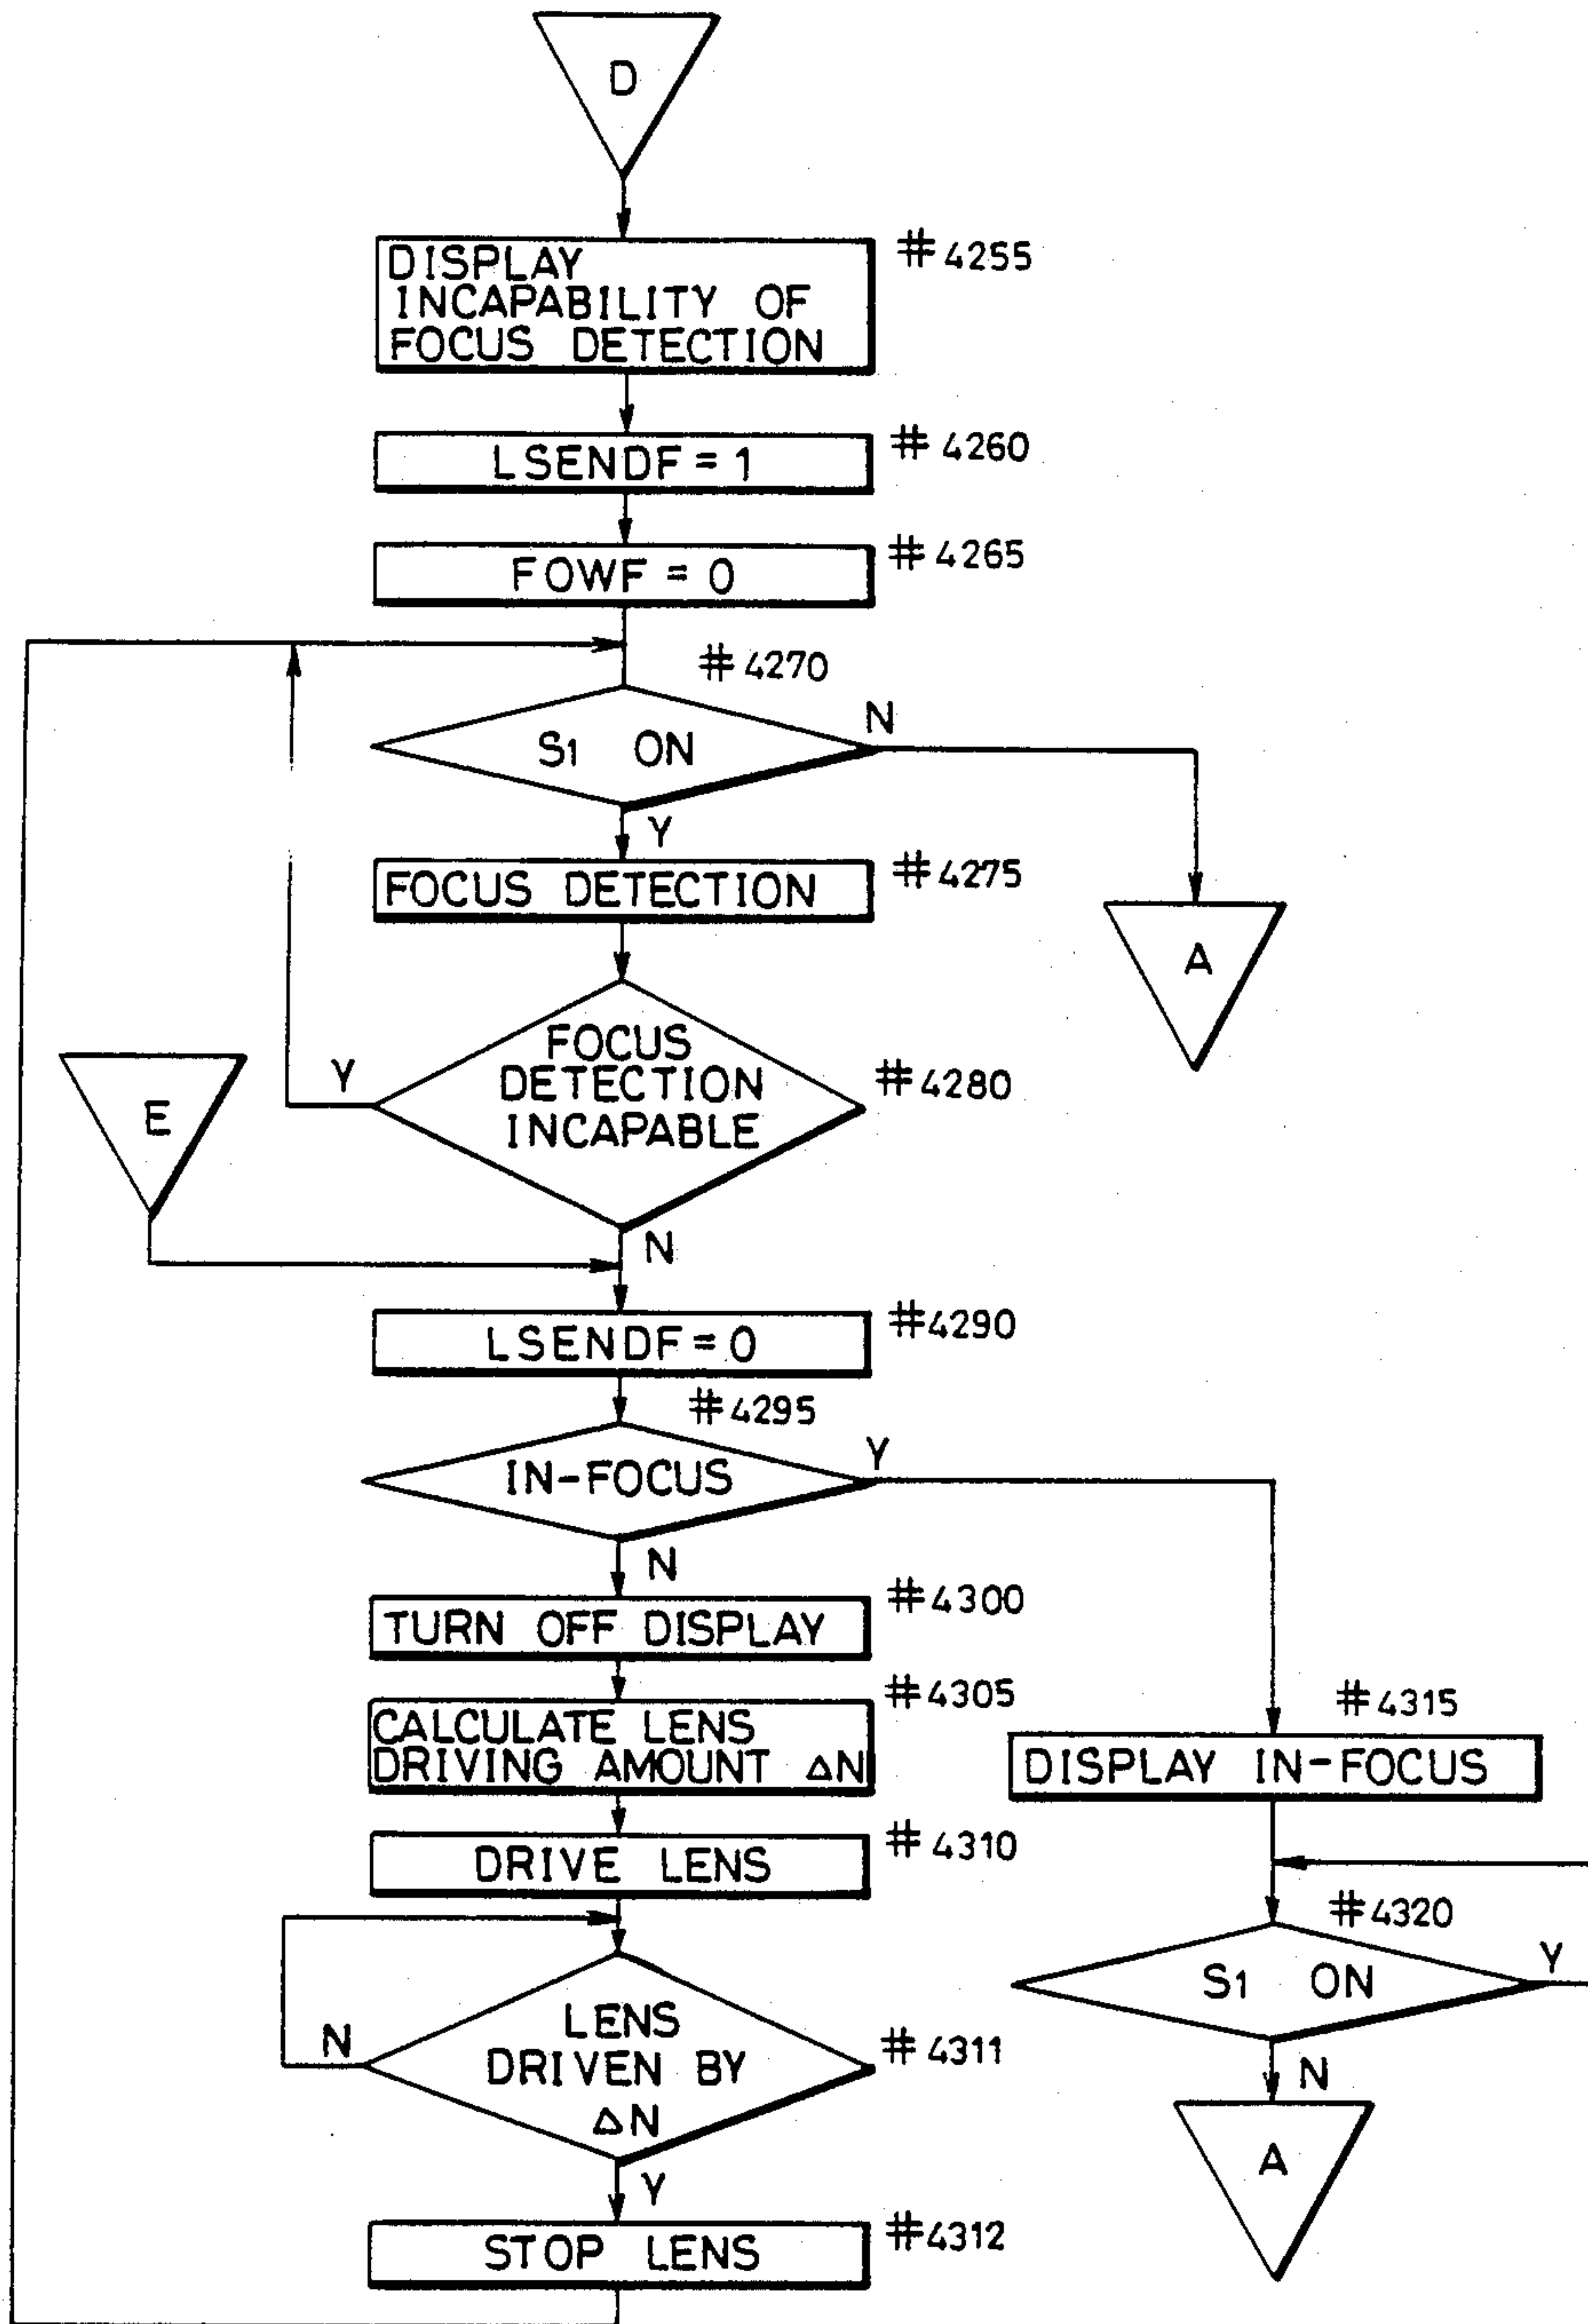 D
#4255
DISPLAY
INCAPABILITY OF
FOCUS DETECTION
#4260
LSENDF=1
#4265
FOWF=0
#4270
S1 ON
N
Y
#4275
FOCUS DETECTION
A
FOCUS
DETECTION
INCAPABLE
#4280
Y
E
N
#4290
LSENDF=0
#4295
IN-FOCUS
Y
N
#4300
TURN OFF DISPLAY
#4305
CALCULATE LENS
DRIVING AMOUNT ΔN
#4315
DISPLAY IN-FOCUS
#4310
DRIVE LENS
#4320
S1 ON
Y
N
LENS
DRIVEN BY
ΔN
#4311
N
Y
A
#4312
STOP LENS